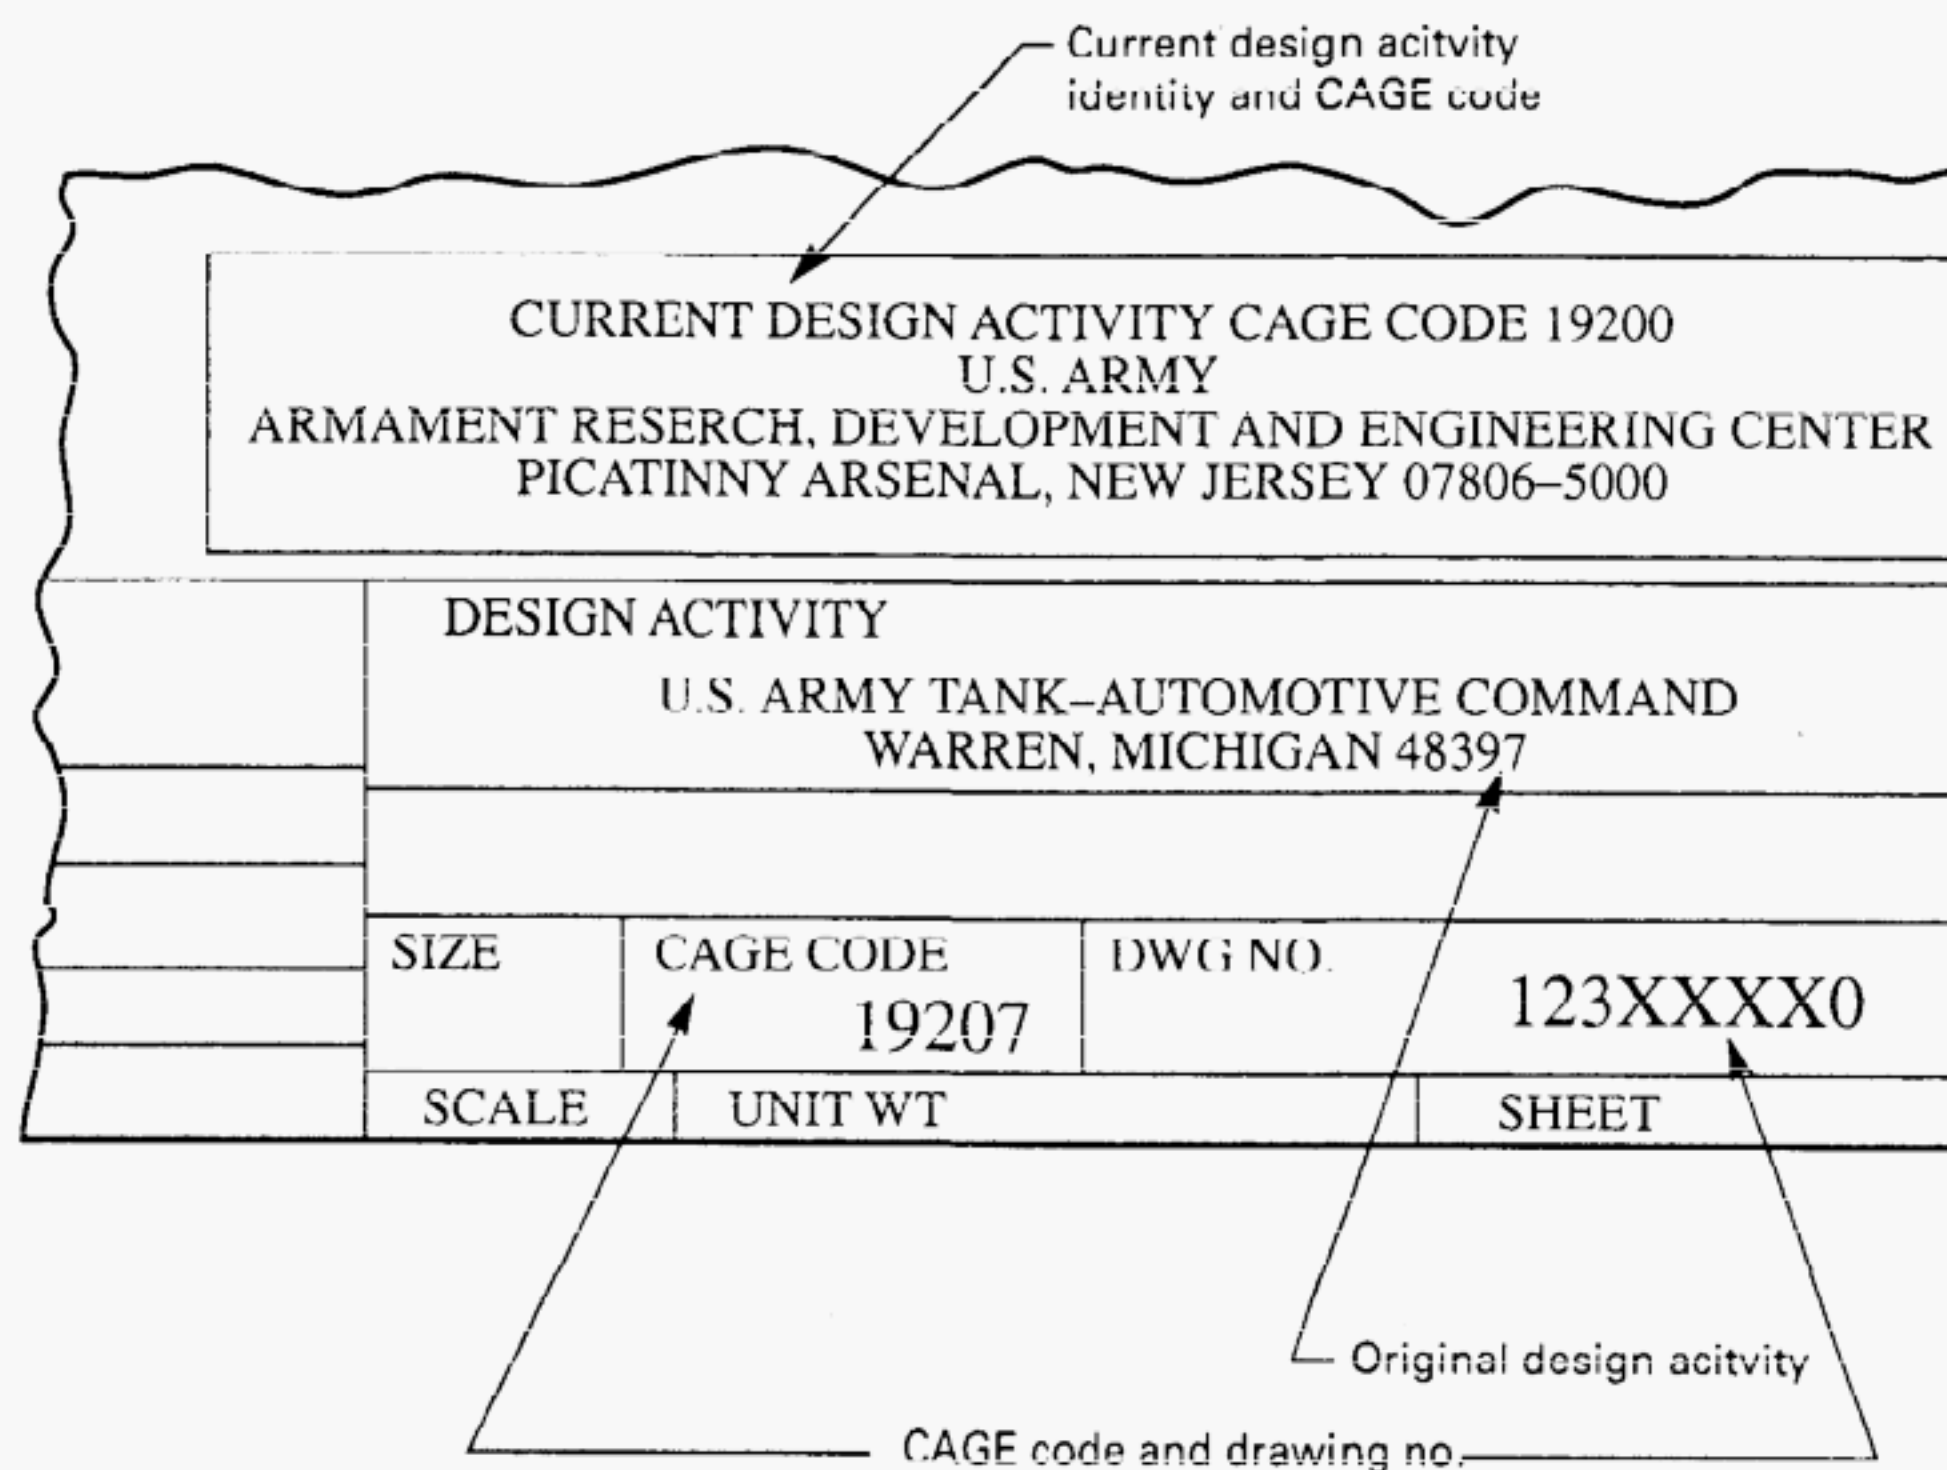 Current design acitvity
identity and CAGE code
CURRENT DESIGN ACTIVITY CAGE CODE 19200
U.S. ARMY
ARMAMENT RESERCH, DEVELOPMENT AND ENGINEERING CENTER
PICATINNY ARSENAL, NEW JERSEY 07806–5000
DESIGN ACTIVITY
U.S. ARMY TANK–AUTOMOTIVE COMMAND
WARREN, MICHIGAN 48397
SIZE
CAGE CODE
19207
DWG NO.
123XXXX0
SCALE
UNIT WT
SHEET
Original design acitvity
CAGE code and drawing no.